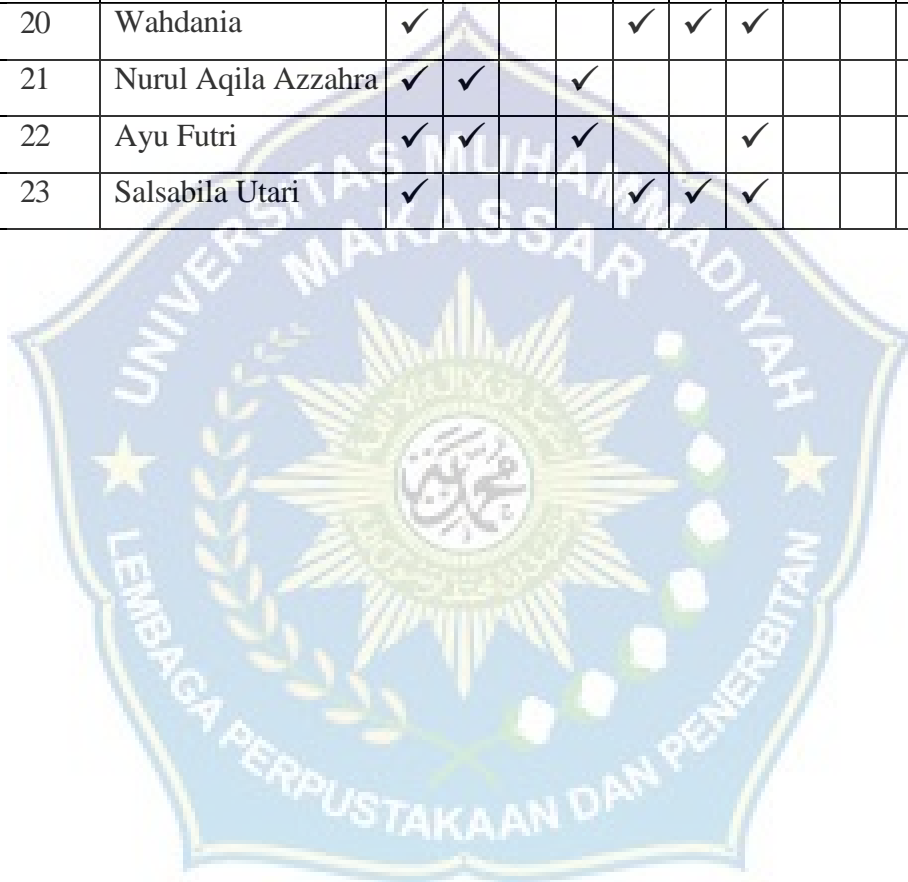 20 Wahdania ✓ ✓ ✓ ✓
21 Nurul Aqila Azzahra ✓ ✓ ✓
22 Ayu Futri ✓ ✓ ✓ ✓
23 Salsabila Utari ✓ ✓ ✓ ✓
UNIVERSITAS MUHAMMADIYAH
MAKASSAR
LEMBAGA PERPUSTAKAAN DAN PENERBITAN